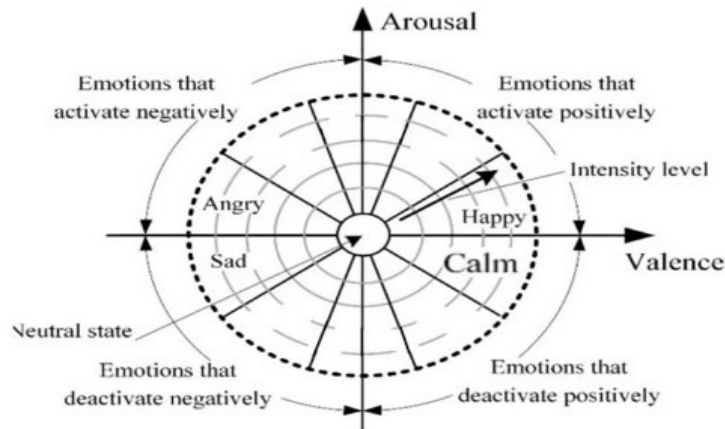 Arousal
Emotions that
activate negatively
Emotions that
activate positively
Intensity level
Angry
Happy
Sad
Calm
Valence
Neutral state
Emotions that
deactivate negatively
Emotions that
deactivate positively